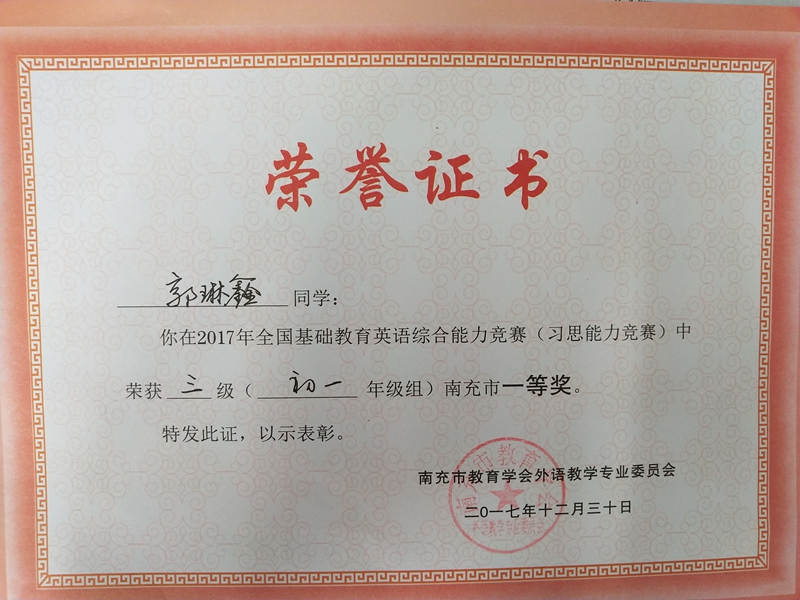 荣誉证书
郭琳鑫同学：
你在2017年全国基础教育英语综合能力竞赛（习思能力竞赛）中
荣获三级（初一年级组）南充市一等奖。
特发此证，以示表彰。
南充市教育学会外语教学专业委员会
二〇一七年十二月三十日